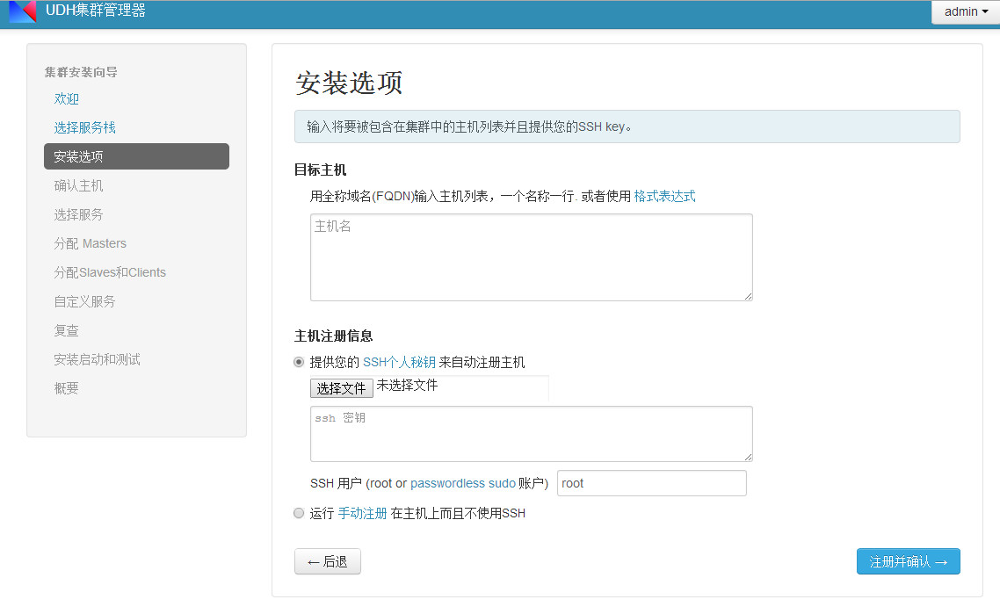 UDH集群管理器
admin
集群安装向导
欢迎
选择服务栈
安装选项
确认主机
选择服务
分配 Masters
分配Slaves和Clients
自定义服务
复查
安装启动和测试
概要
安装选项
输入将要被包含在集群中的主机列表并且提供您的SSH key。
目标主机
用全称域名(FQDN)输入主机列表，一个名称一行. 或者使用 格式表达式
主机名
主机注册信息
提供您的 SSH个人秘钥 来自动注册主机
选择文件 未选择文件
ssh 密钥
SSH 用户 (root or passwordless sudo 账户) root
运行 手动注册 在主机上而且不使用SSH
←后退
注册并确认→